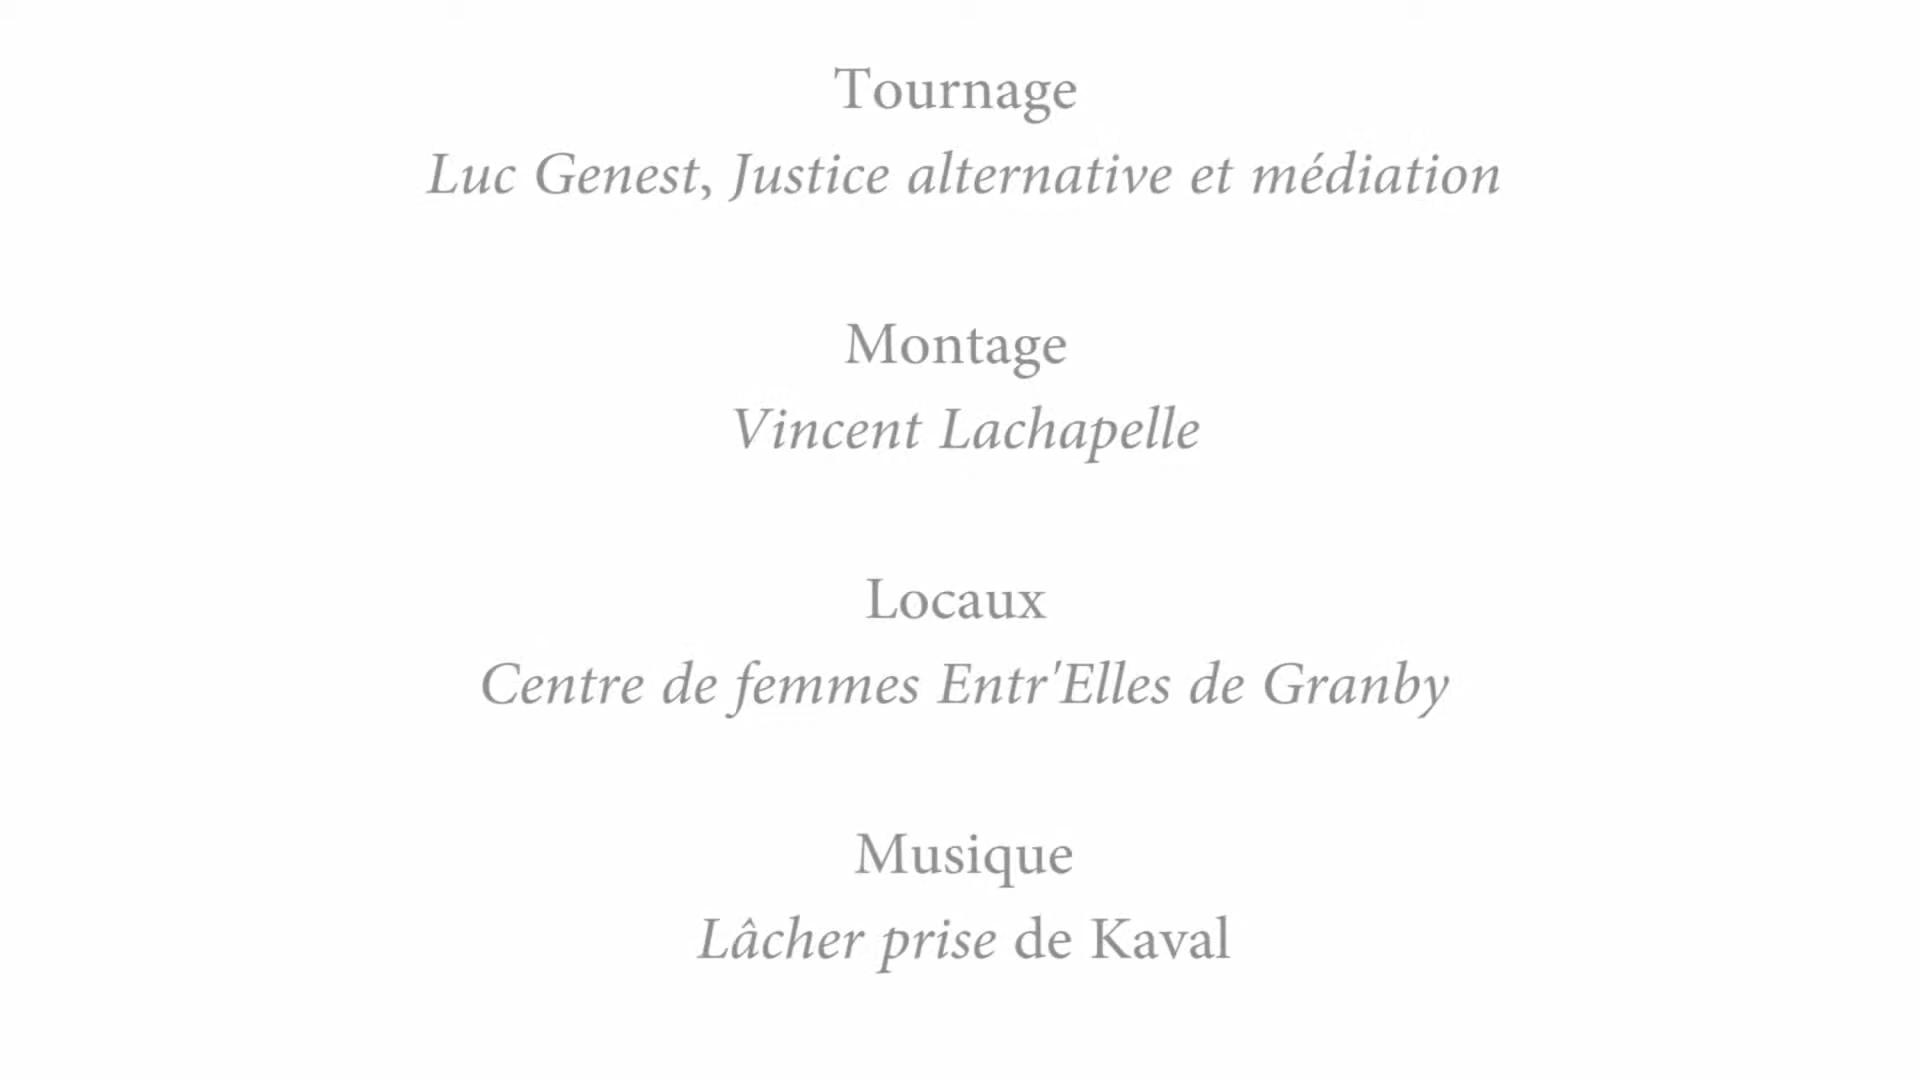 Tournage
Luc Genest, Justice alternative et médiation
Montage
Vincent Lachapelle
Locaux
Centre de femmes Entr'Elles de Granby
Musique
Lâcher prise de Kaval